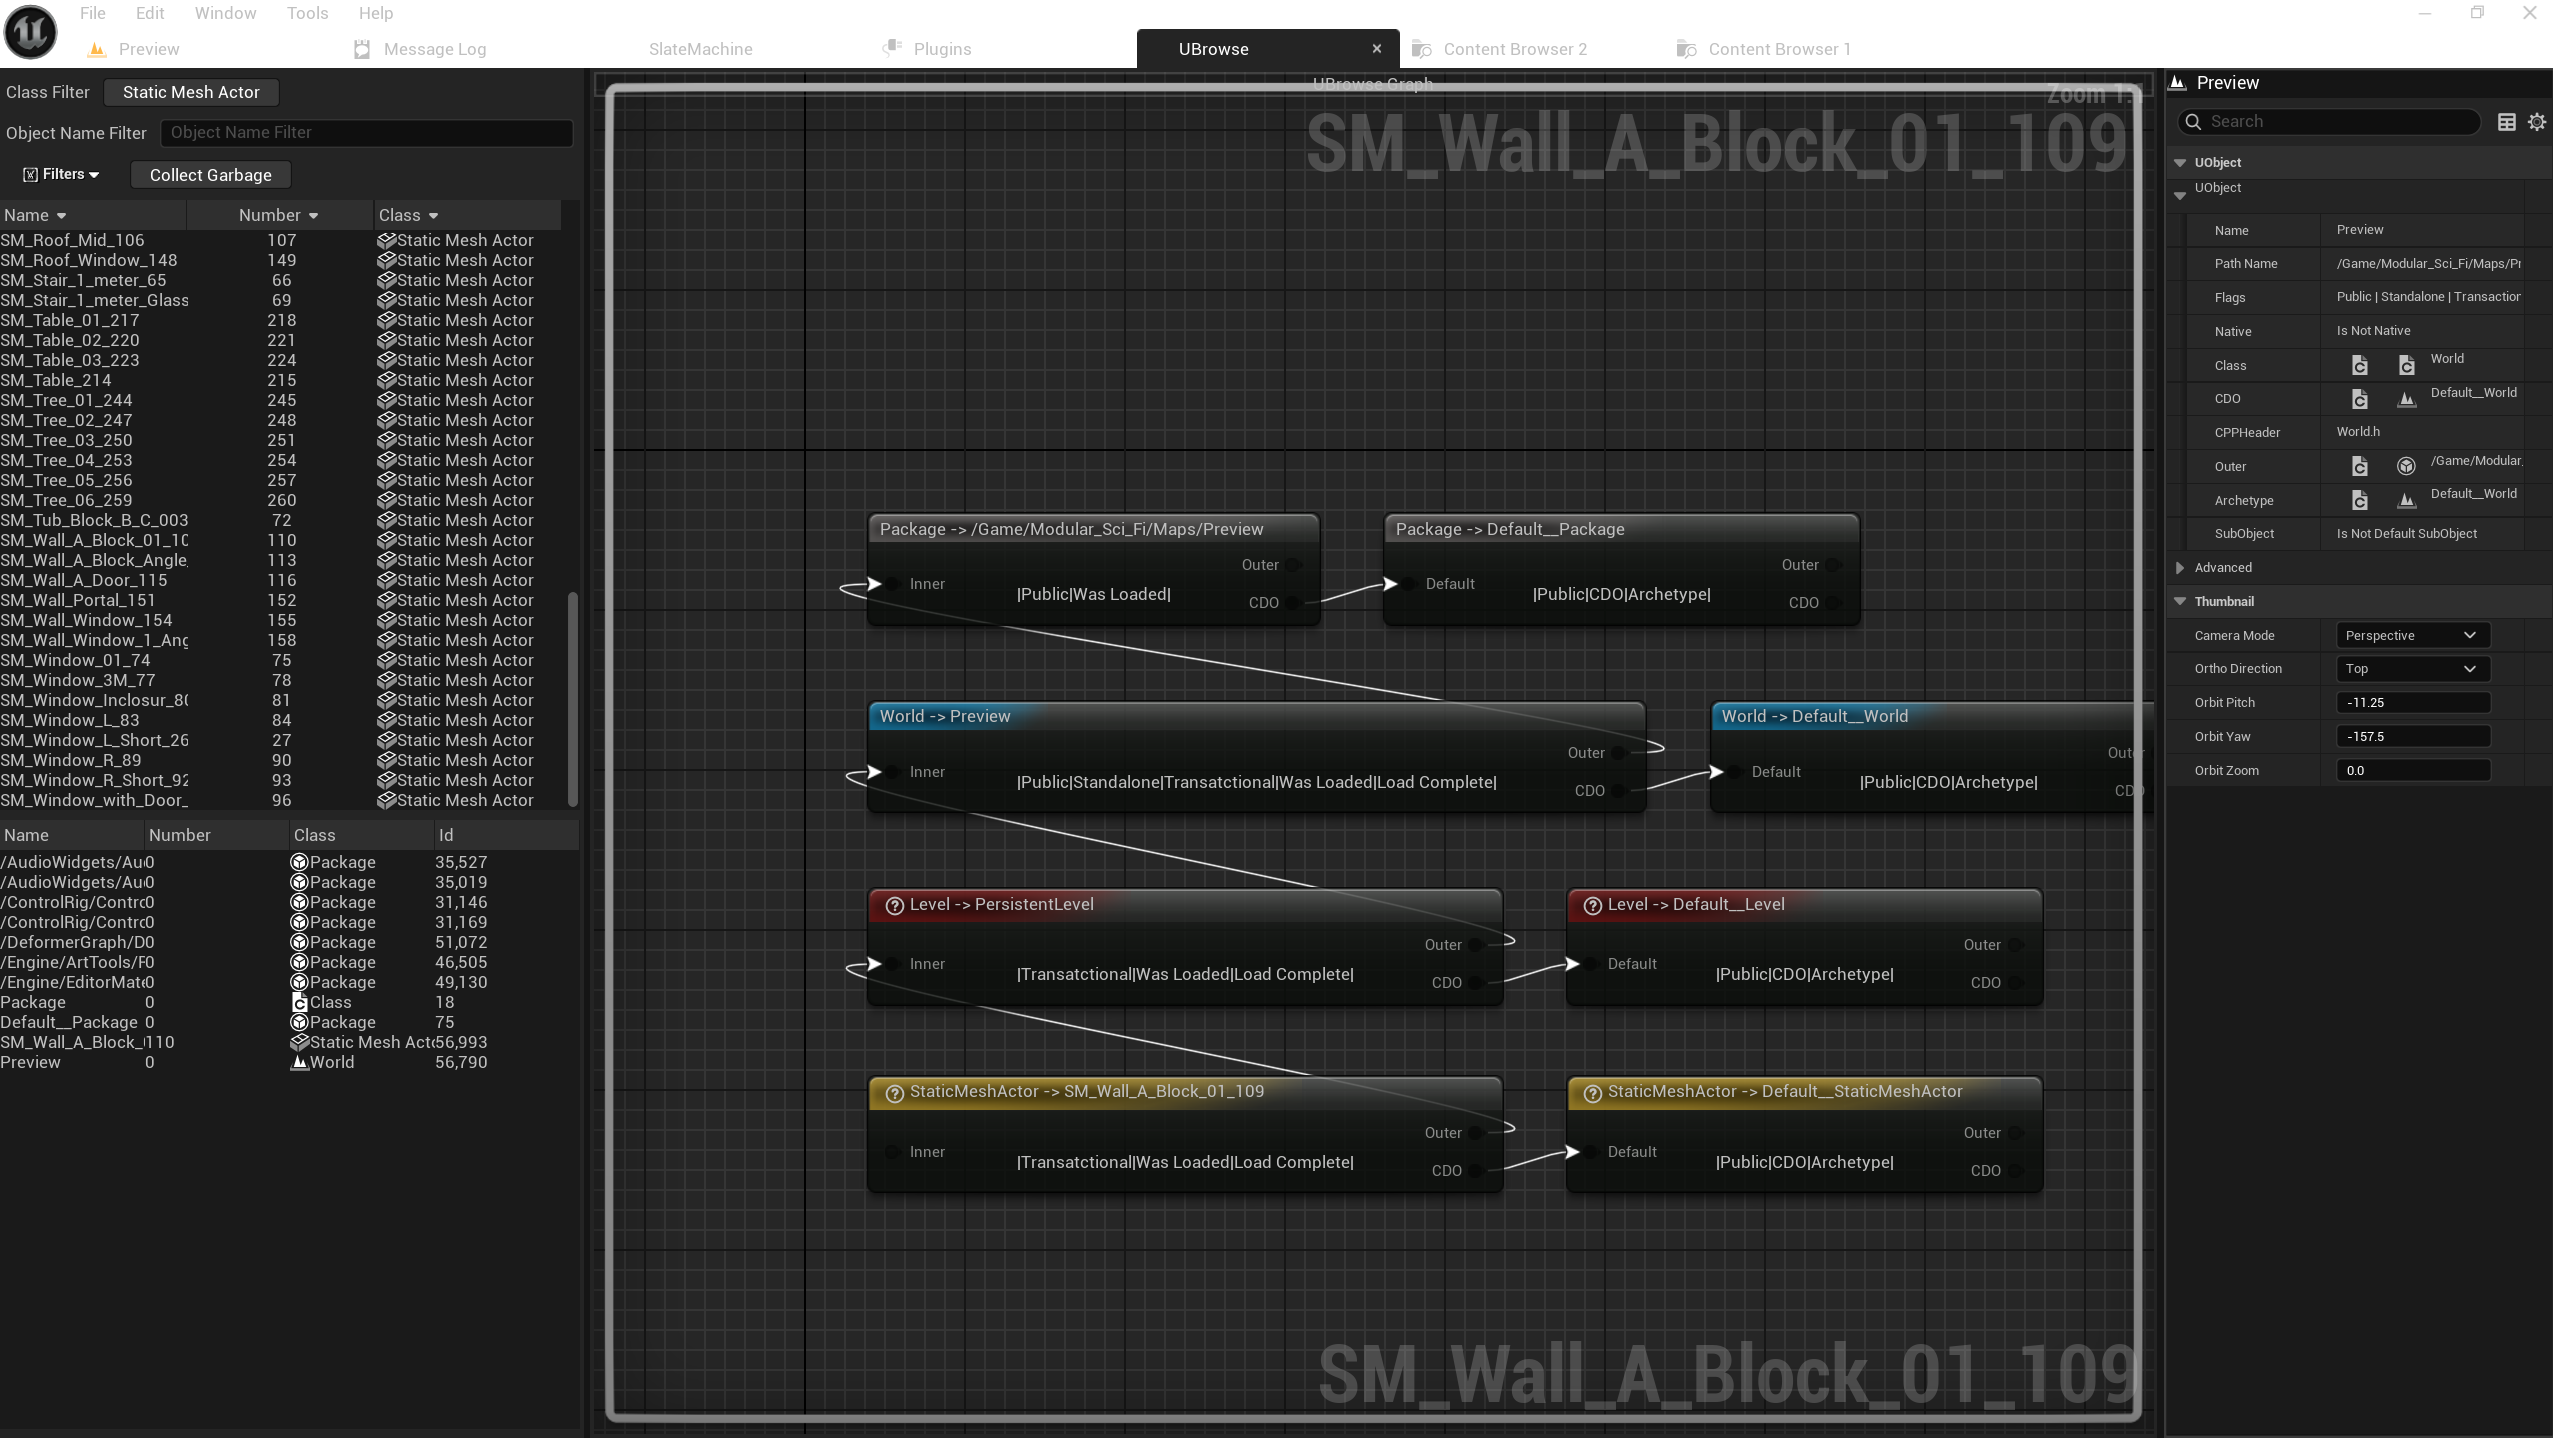 File Edit Window Tools Help
Preview Message Log SlateMachine Plugins UBrowse Content Browser 2 Content Browser 1
Class Filter Static Mesh Actor
Object Name Filter Object Name Filter
Filters Collect Garbage
Name Number Class
SM_Roof_Mid_106 107 Static Mesh Actor
SM_Roof_Window_148 149 Static Mesh Actor
SM_Stair_1_meter_65 66 Static Mesh Actor
SM_Stair_1_meter_Glass 69 Static Mesh Actor
SM_Table_01_217 218 Static Mesh Actor
SM_Table_02_220 221 Static Mesh Actor
SM_Table_03_223 224 Static Mesh Actor
SM_Table_214 215 Static Mesh Actor
SM_Tree_01_244 245 Static Mesh Actor
SM_Tree_02_247 248 Static Mesh Actor
SM_Tree_03_250 251 Static Mesh Actor
SM_Tree_04_253 254 Static Mesh Actor
SM_Tree_05_256 257 Static Mesh Actor
SM_Tree_06_259 260 Static Mesh Actor
SM_Tub_Block_B_C_003 72 Static Mesh Actor
SM_Wall_A_Block_01_10 110 Static Mesh Actor
SM_Wall_A_Block_Angle_ 113 Static Mesh Actor
SM_Wall_A_Door_115 116 Static Mesh Actor
SM_Wall_Portal_151 152 Static Mesh Actor
SM_Wall_Window_154 155 Static Mesh Actor
SM_Wall_Window_1_Ang 158 Static Mesh Actor
SM_Window_01_74 75 Static Mesh Actor
SM_Window_3M_77 78 Static Mesh Actor
SM_Window_Inclosur_80 81 Static Mesh Actor
SM_Window_L_83 84 Static Mesh Actor
SM_Window_L_Short_26 27 Static Mesh Actor
SM_Window_R_89 90 Static Mesh Actor
SM_Window_R_Short_92 93 Static Mesh Actor
SM_Window_with_Door_ 96 Static Mesh Actor
Name Number Class Id
/AudioWidgets/Au 0 Package 35,527
/AudioWidgets/Au 0 Package 35,019
/ControlRig/Contro 0 Package 31,146
/ControlRig/Contro 0 Package 31,169
/DeformerGraph/D 0 Package 51,072
/Engine/ArtTools/ 0 Package 46,505
/Engine/EditorMate 0 Package 49,130
Package 0 Class 18
Default__Package 0 Package 75
SM_Wall_A_Block_ 110 Static Mesh Act 56,993
Preview 0 World 56,790
UBrowse Graph
Zoom 1:1
SM_Wall_A_Block_01_109
Package -> /Game/Modular_Sci_Fi/Maps/Preview
Outer
Inner
|Public|Was Loaded|
CDO
Package -> Default__Package
Outer
Default
|Public|CDO|Archetype|
CDO
World -> Preview
Outer
Inner
|Public|Standalone|Transatctional|Was Loaded|Load Complete|
CDO
World -> Default__World
Outer
Default
|Public|CDO|Archetype|
CDO
Level -> PersistentLevel
Outer
Inner
|Transatctional|Was Loaded|Load Complete|
CDO
Level -> Default__Level
Outer
Default
|Public|CDO|Archetype|
CDO
StaticMeshActor -> SM_Wall_A_Block_01_109
Outer
Inner
|Transatctional|Was Loaded|Load Complete|
CDO
StaticMeshActor -> Default__StaticMeshActor
Outer
Default
|Public|CDO|Archetype|
CDO
SM_Wall_A_Block_01_109
Preview
Search
UObject
UObject
Name Preview
Path Name /Game/Modular_Sci_Fi/Maps/Pr
Flags Public | Standalone | Transaction
Native Is Not Native
Class World
CDO Default__World
CPPHeader World.h
Outer /Game/Modular_
Archetype Default__World
SubObject Is Not Default SubObject
Advanced
Thumbnail
Camera Mode Perspective
Ortho Direction Top
Orbit Pitch -11.25
Orbit Yaw -157.5
Orbit Zoom 0.0